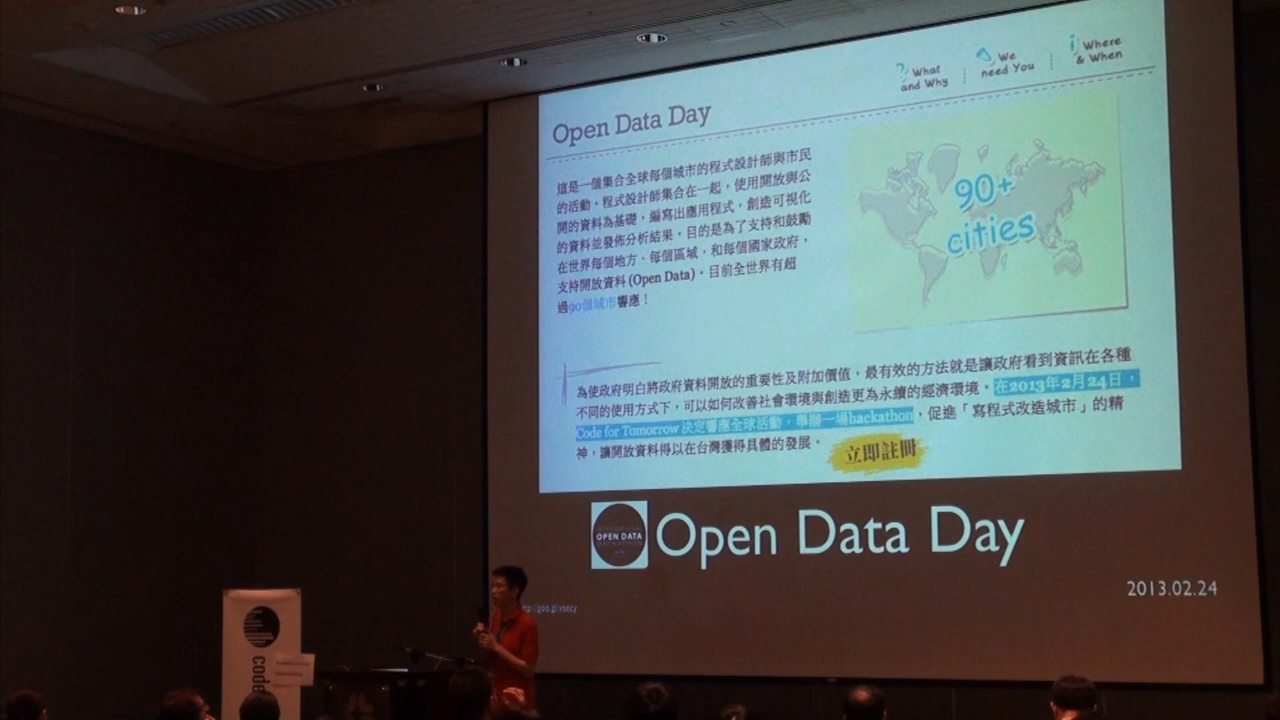 What and Why
We need You
Where & When
Open Data Day
這是一個集合全球每個城市的程式設計師與市民
的活動。程式設計師集合在一起，使用開放與公
開的資料為基礎，編寫出應用程式，創造可視化
的資料並發佈分析結果。目的是為了支持和鼓勵
在世界每個地方、每個區域，和每個國家政府，
支持開放資料 (Open Data)。目前全世界有超
過90個城市響應！
90+
cities
為使政府明白將政府資料開放的重要性及附加價值，最有效的方法就是讓政府看到資訊在各種
不同的使用方式下，可以如何改善社會環境與創造更為永續的經濟環境。在2013年2月24日，
Code for Tomorrow 決定響應全球活動，舉辦一場hackathon，促進「寫程式改造城市」的精
神，讓開放資料得以在台灣獲得具體的發展。
立即註冊
OPEN DATA
Open Data Day
2013.02.24
code